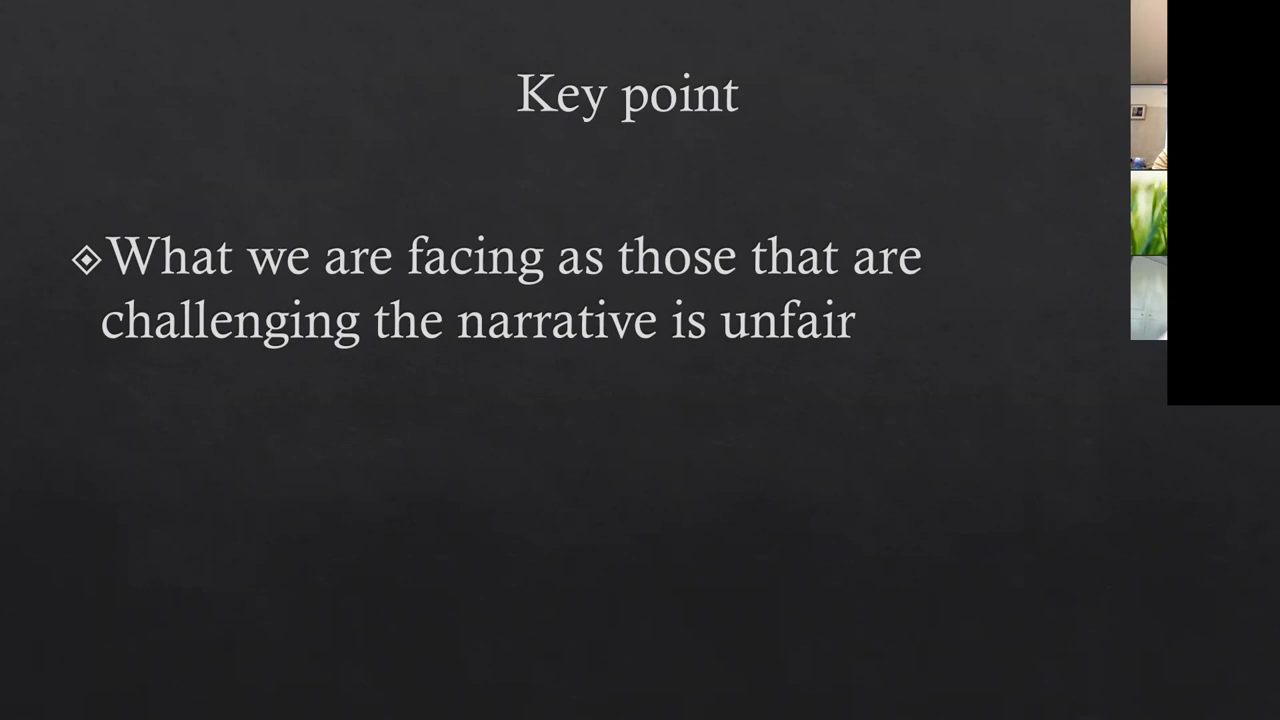 Key point
What we are facing as those that are
challenging the narrative is unfair